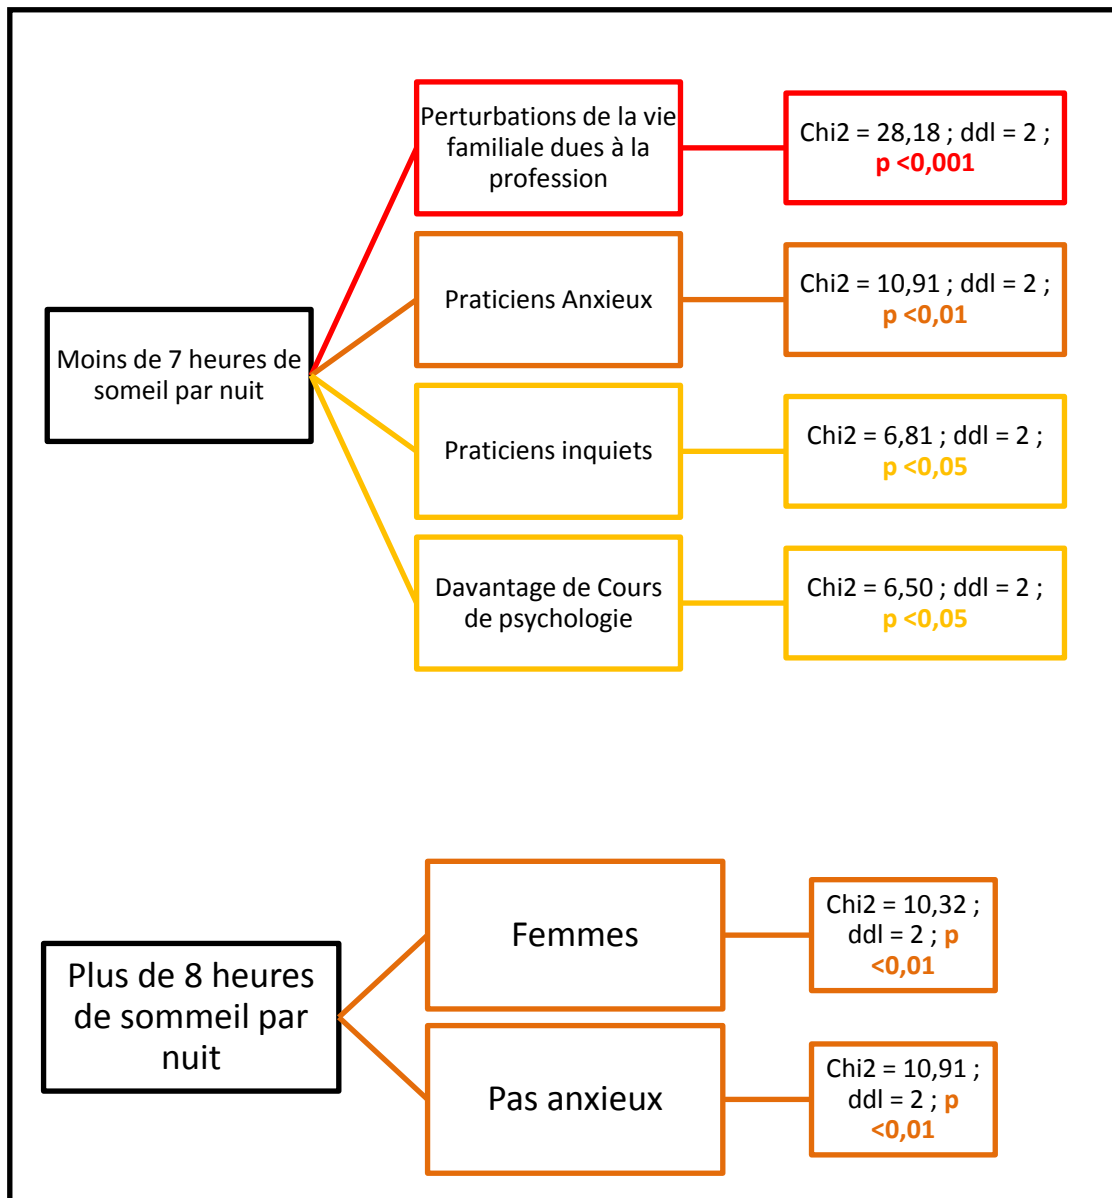 Perturbations de la vie
familiale dues à la
profession
Chi2 = 28,18 ; ddl = 2 ;
p <0,001
Praticiens Anxieux
Chi2 = 10,91 ; ddl = 2 ;
p <0,01
Moins de 7 heures de
someil par nuit
Praticiens inquiets
Chi2 = 6,81 ; ddl = 2 ;
p <0,05
Davantage de Cours
de psychologie
Chi2 = 6,50 ; ddl = 2 ;
p <0,05
Plus de 8 heures
de sommeil par
nuit
Femmes
Chi2 = 10,32 ;
ddl = 2 ; p
<0,01
Pas anxieux
Chi2 = 10,91 ;
ddl = 2 ; p
<0,01